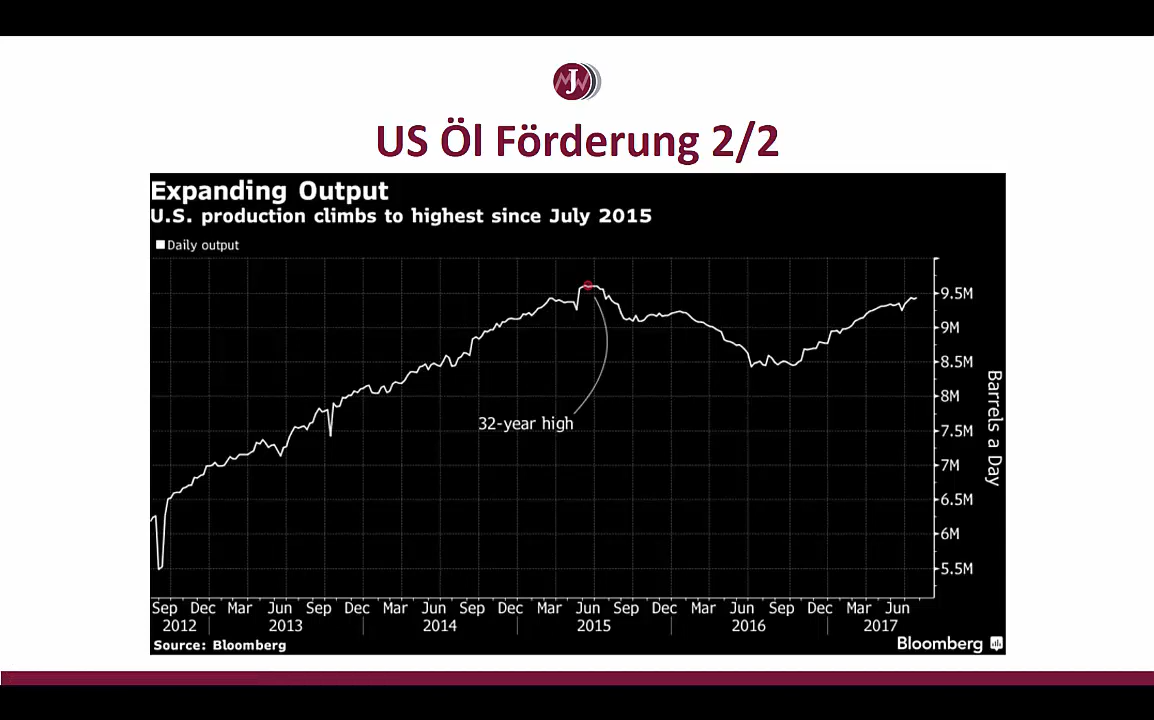 J
US Öl Förderung 2/2
Expanding Output
U.S. production climbs to highest since July 2015
Daily output
9.5M
9M
8.5M
8M
7.5M
7M
6.5M
6M
5.5M
Barrels a Day
32-year high
Sep Dec Mar Jun Sep Dec Mar Jun Sep Dec Mar Jun Sep Dec Mar Jun Sep Dec Mar Jun
2012 2013 2014 2015 2016 2017
Source: Bloomberg
Bloomberg